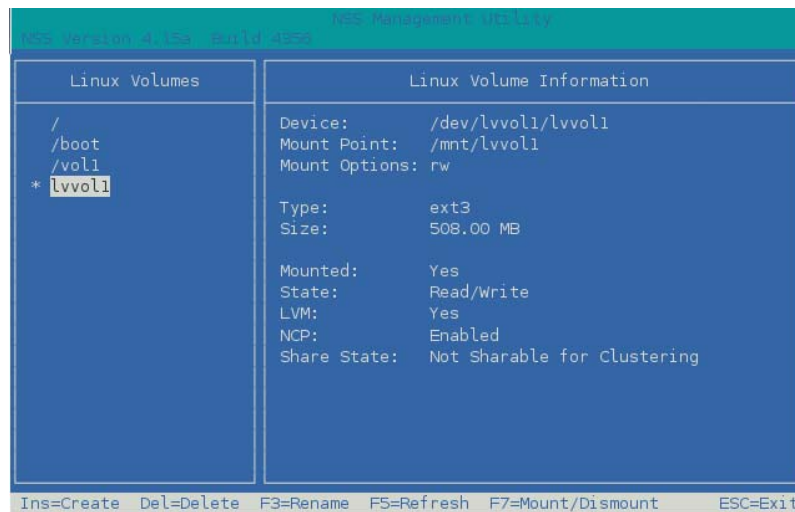 NSS Management Utility
NSS Version 4.15a Build 4956
Linux Volumes
/
/boot
/vol1
* lvvol1
Linux Volume Information
Device: /dev/lvvol1/lvvol1
Mount Point: /mnt/lvvol1
Mount Options: rw
Type: ext3
Size: 508.00 MB
Mounted: Yes
State: Read/Write
LVM: Yes
NCP: Enabled
Share State: Not Sharable for Clustering
Ins=Create Del=Delete F3=Rename F5=Refresh F7=Mount/Dismount ESC=Exit